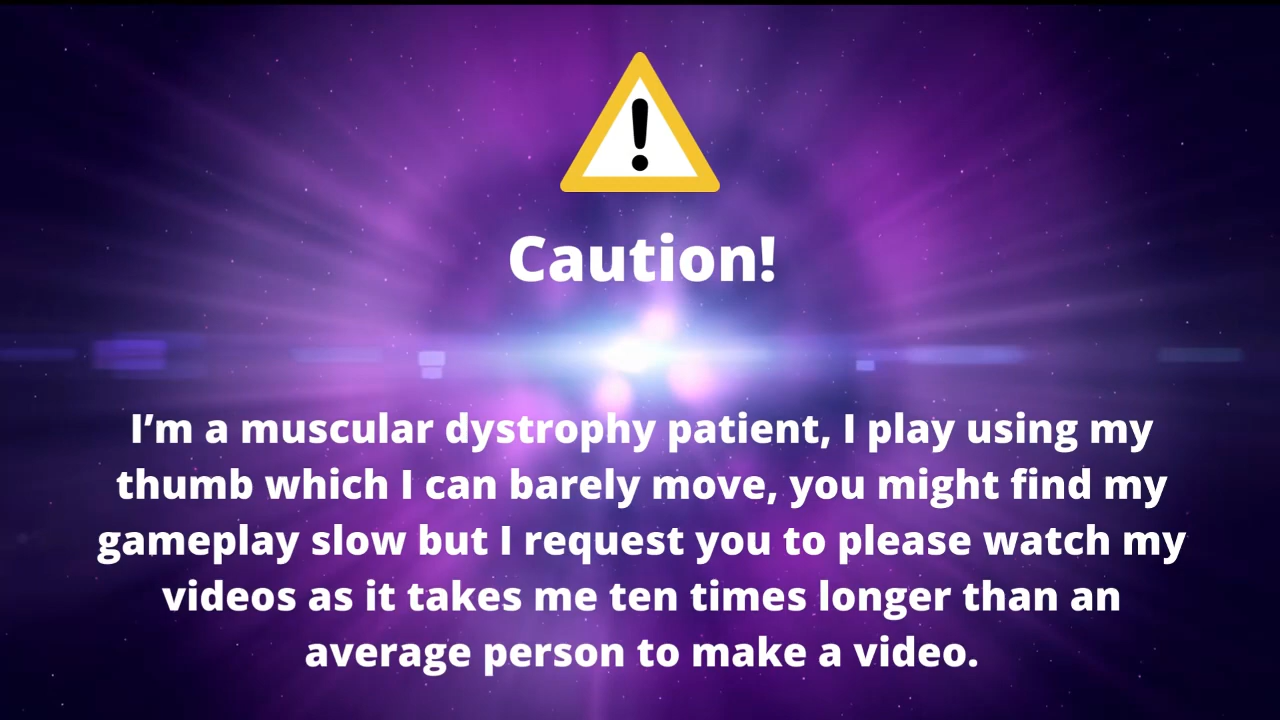 Caution!
I’m a muscular dystrophy patient, I play using my
thumb which I can barely move, you might find my
gameplay slow but I request you to please watch my
videos as it takes me ten times longer than an
average person to make a video.